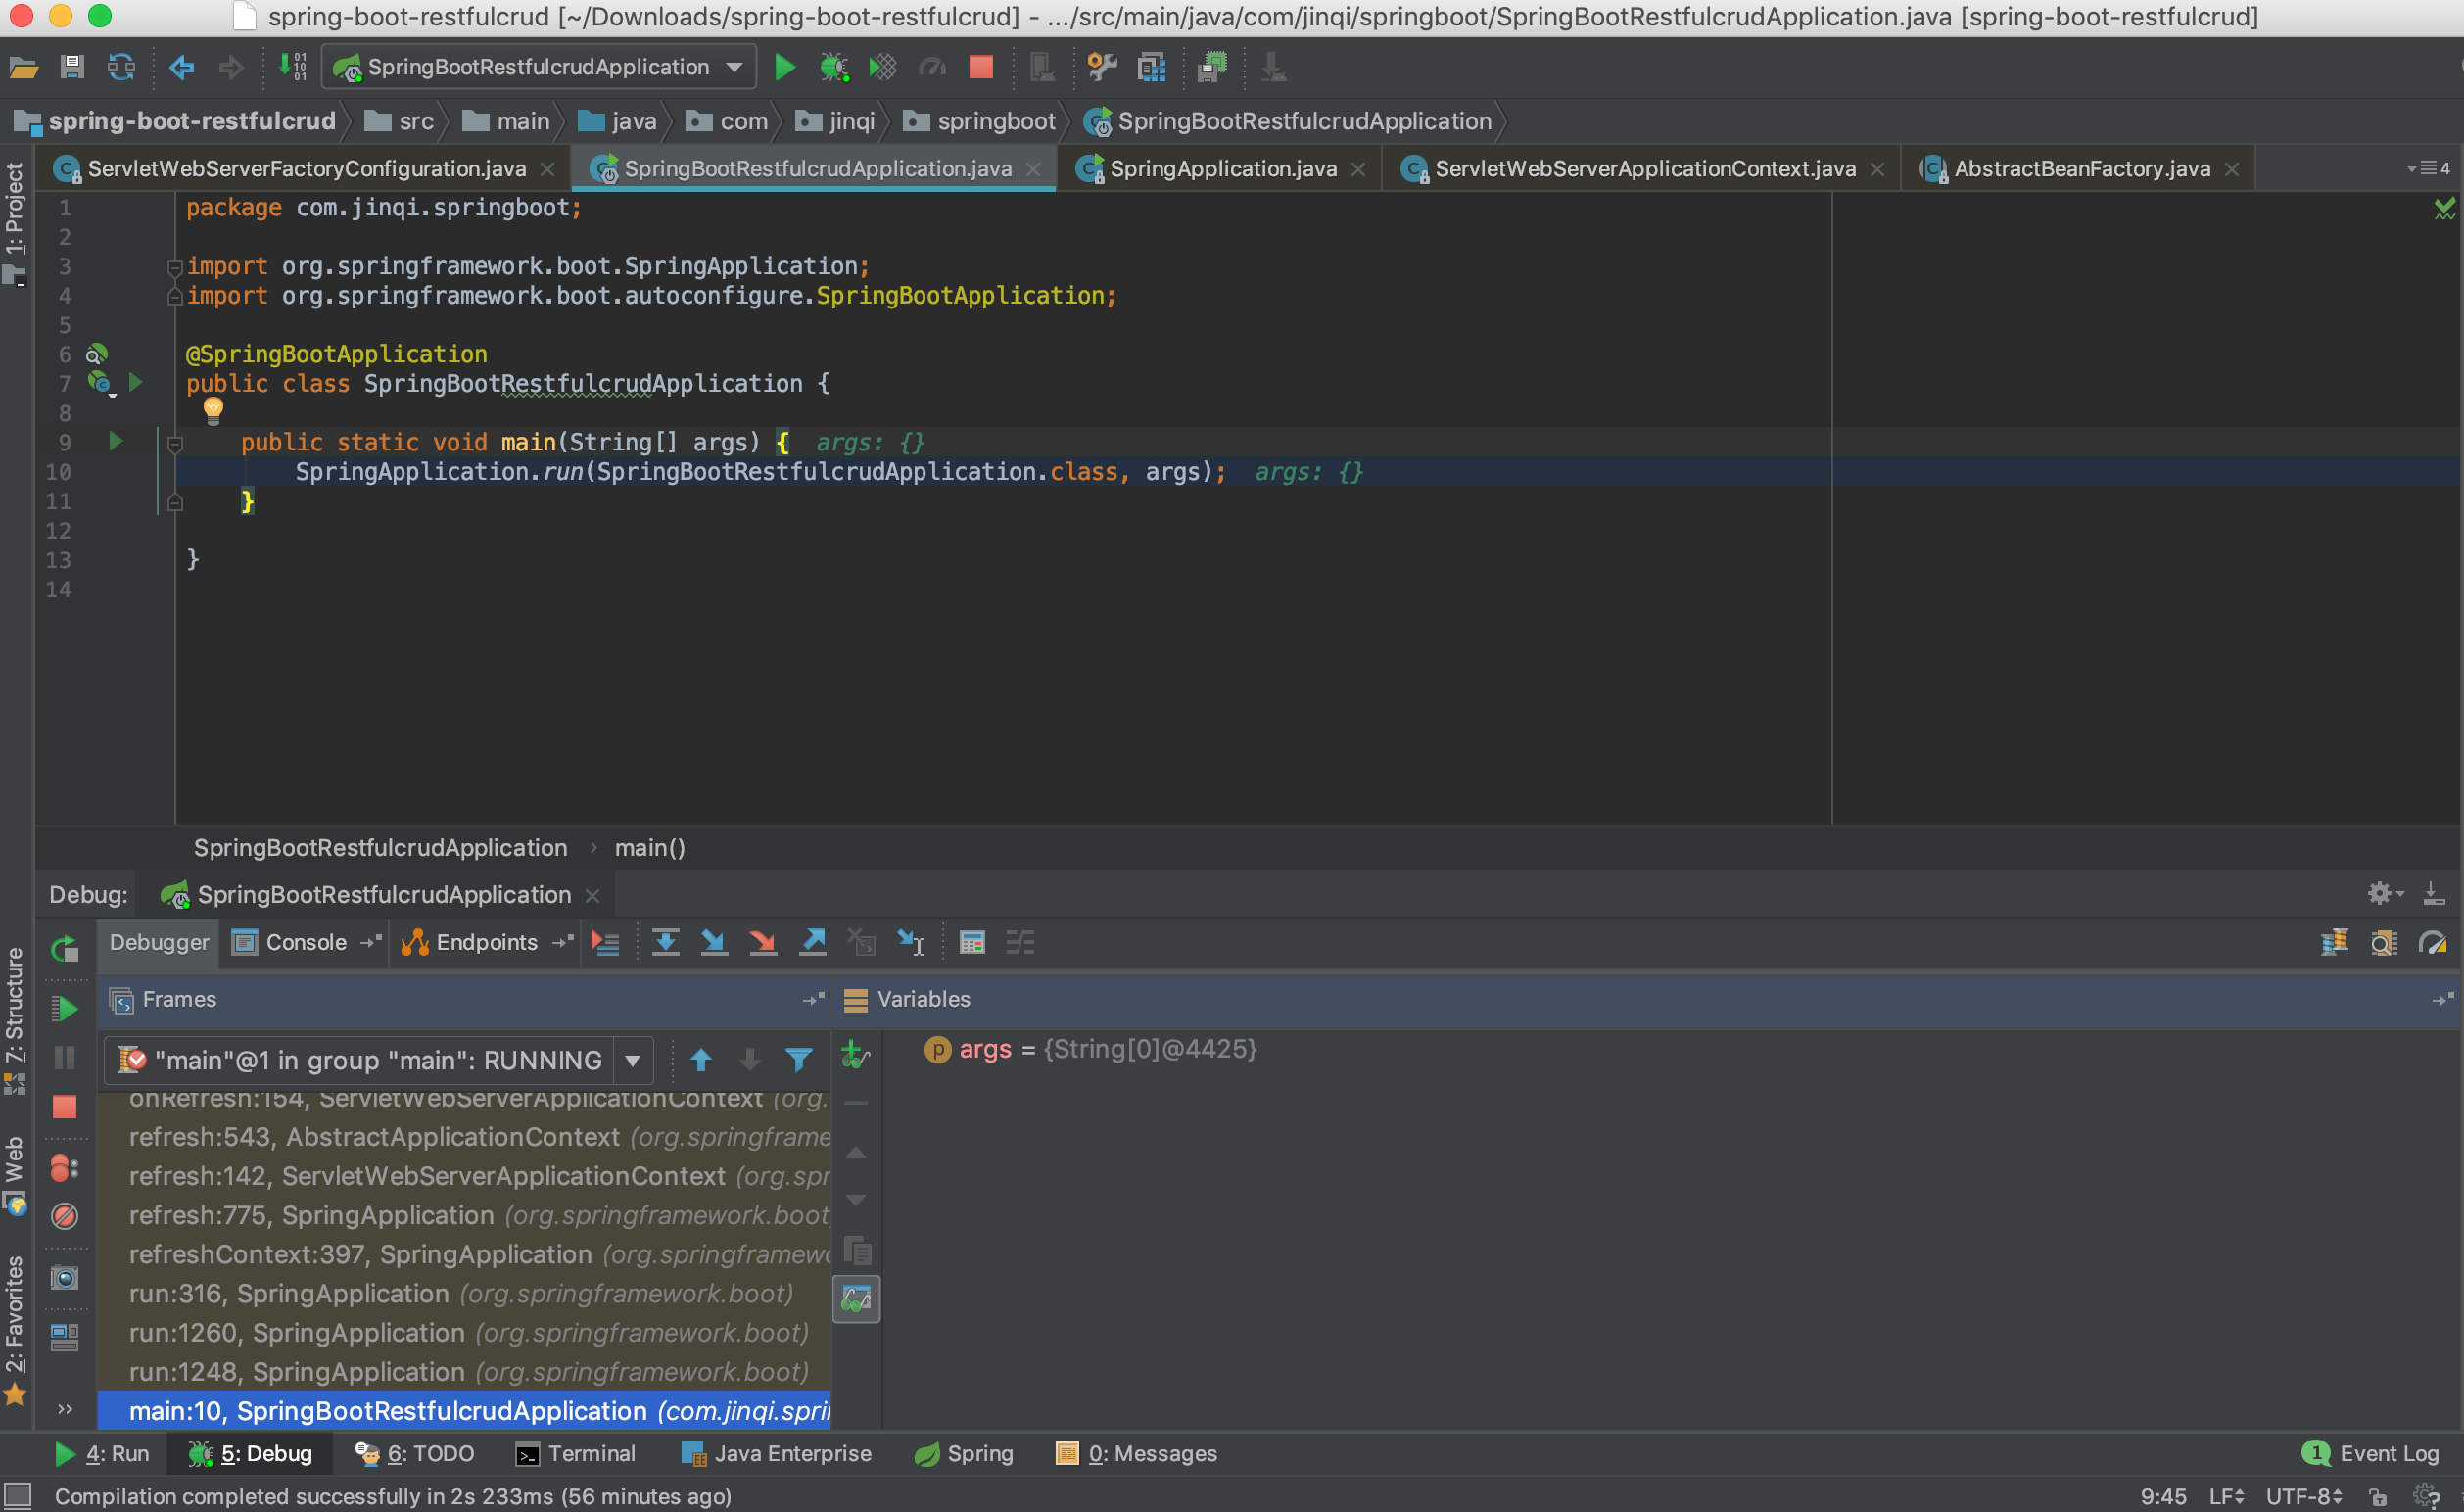 spring-boot-restfulcrud [~/Downloads/spring-boot-restfulcrud] - .../src/main/java/com/jinqi/springboot/SpringBootRestfulcrudApplication.java [spring-boot-restfulcrud]
SpringBootRestfulcrudApplication
spring-boot-restfulcrud src main java com jinqi springboot SpringBootRestfulcrudApplication
ServletWebServerFactoryConfiguration.java SpringBootRestfulcrudApplication.java SpringApplication.java ServletWebServerApplicationContext.java AbstractBeanFactory.java 4
1: Project
1 package com.jinqi.springboot;
2
3 import org.springframework.boot.SpringApplication;
4 import org.springframework.boot.autoconfigure.SpringBootApplication;
5
6 @SpringBootApplication
7 public class SpringBootRestfulcrudApplication {
8
9 public static void main(String[] args) { args: {}
10 SpringApplication.run(SpringBootRestfulcrudApplication.class, args); args: {}
11 }
12
13 }
14
SpringBootRestfulcrudApplication › main()
Debug: SpringBootRestfulcrudApplication
Debugger Console Endpoints
7: Structure
Web
2: Favorites
Frames
"main"@1 in group "main": RUNNING
onRefresh:154, ServletWebServerApplicationContext (org.
refresh:543, AbstractApplicationContext (org.springframe
refresh:142, ServletWebServerApplicationContext (org.spr
refresh:775, SpringApplication (org.springframework.boot
refreshContext:397, SpringApplication (org.springframewo
run:316, SpringApplication (org.springframework.boot)
run:1260, SpringApplication (org.springframework.boot)
run:1248, SpringApplication (org.springframework.boot)
main:10, SpringBootRestfulcrudApplication (com.jinqi.spri
Variables
p args = {String[0]@4425}
4: Run 5: Debug 6: TODO Terminal Java Enterprise Spring 0: Messages 1 Event Log
Compilation completed successfully in 2s 233ms (56 minutes ago) 9:45 LF UTF-8